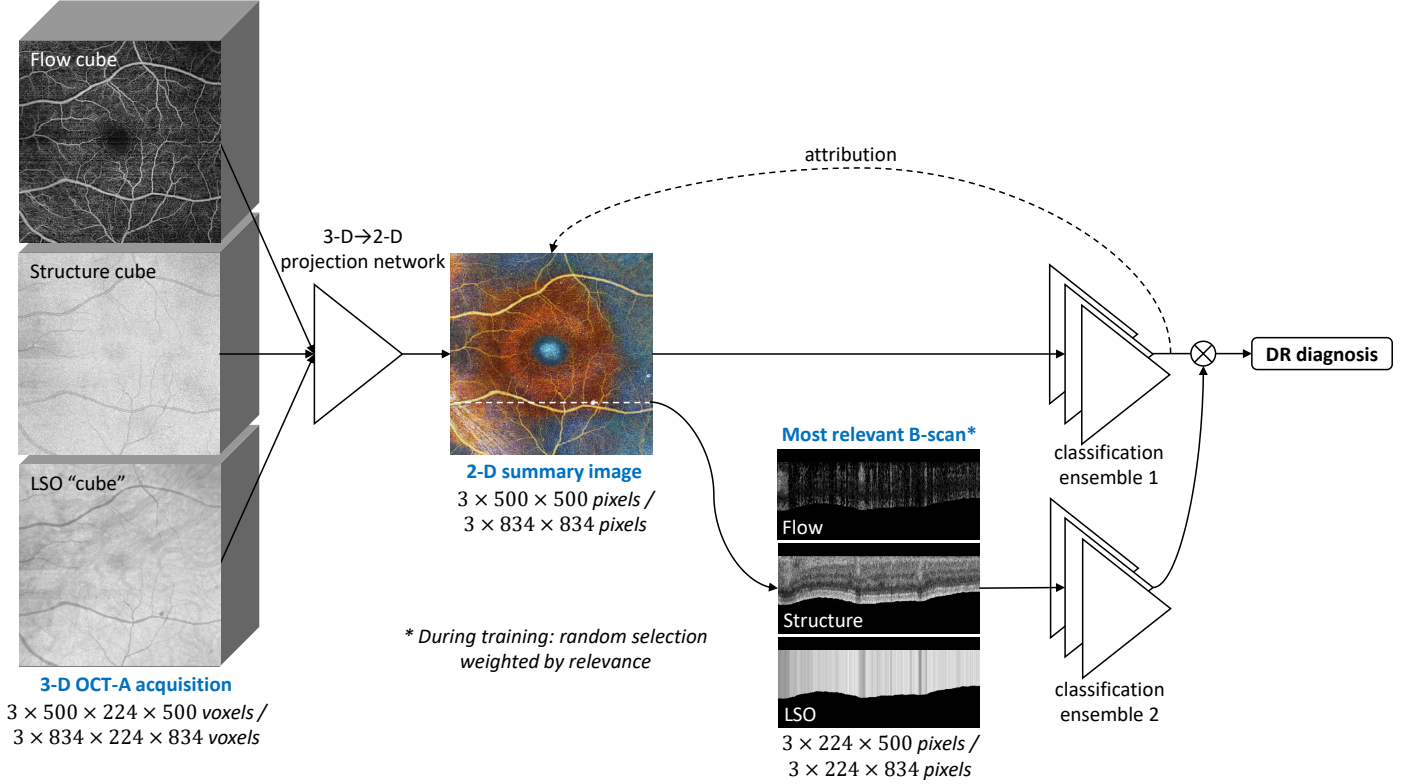 Flow cube
Structure cube
LSO “cube”
3-D OCT-A acquisition
3 × 500 × 224 × 500 voxels /
3 × 834 × 224 × 834 voxels
3-D→2-D
projection network
2-D summary image
3 × 500 × 500 pixels /
3 × 834 × 834 pixels
* During training: random selection
weighted by relevance
attribution
Most relevant B-scan*
Flow
Structure
LSO
3 × 224 × 500 pixels /
3 × 224 × 834 pixels
classification
ensemble 1
classification
ensemble 2
DR diagnosis